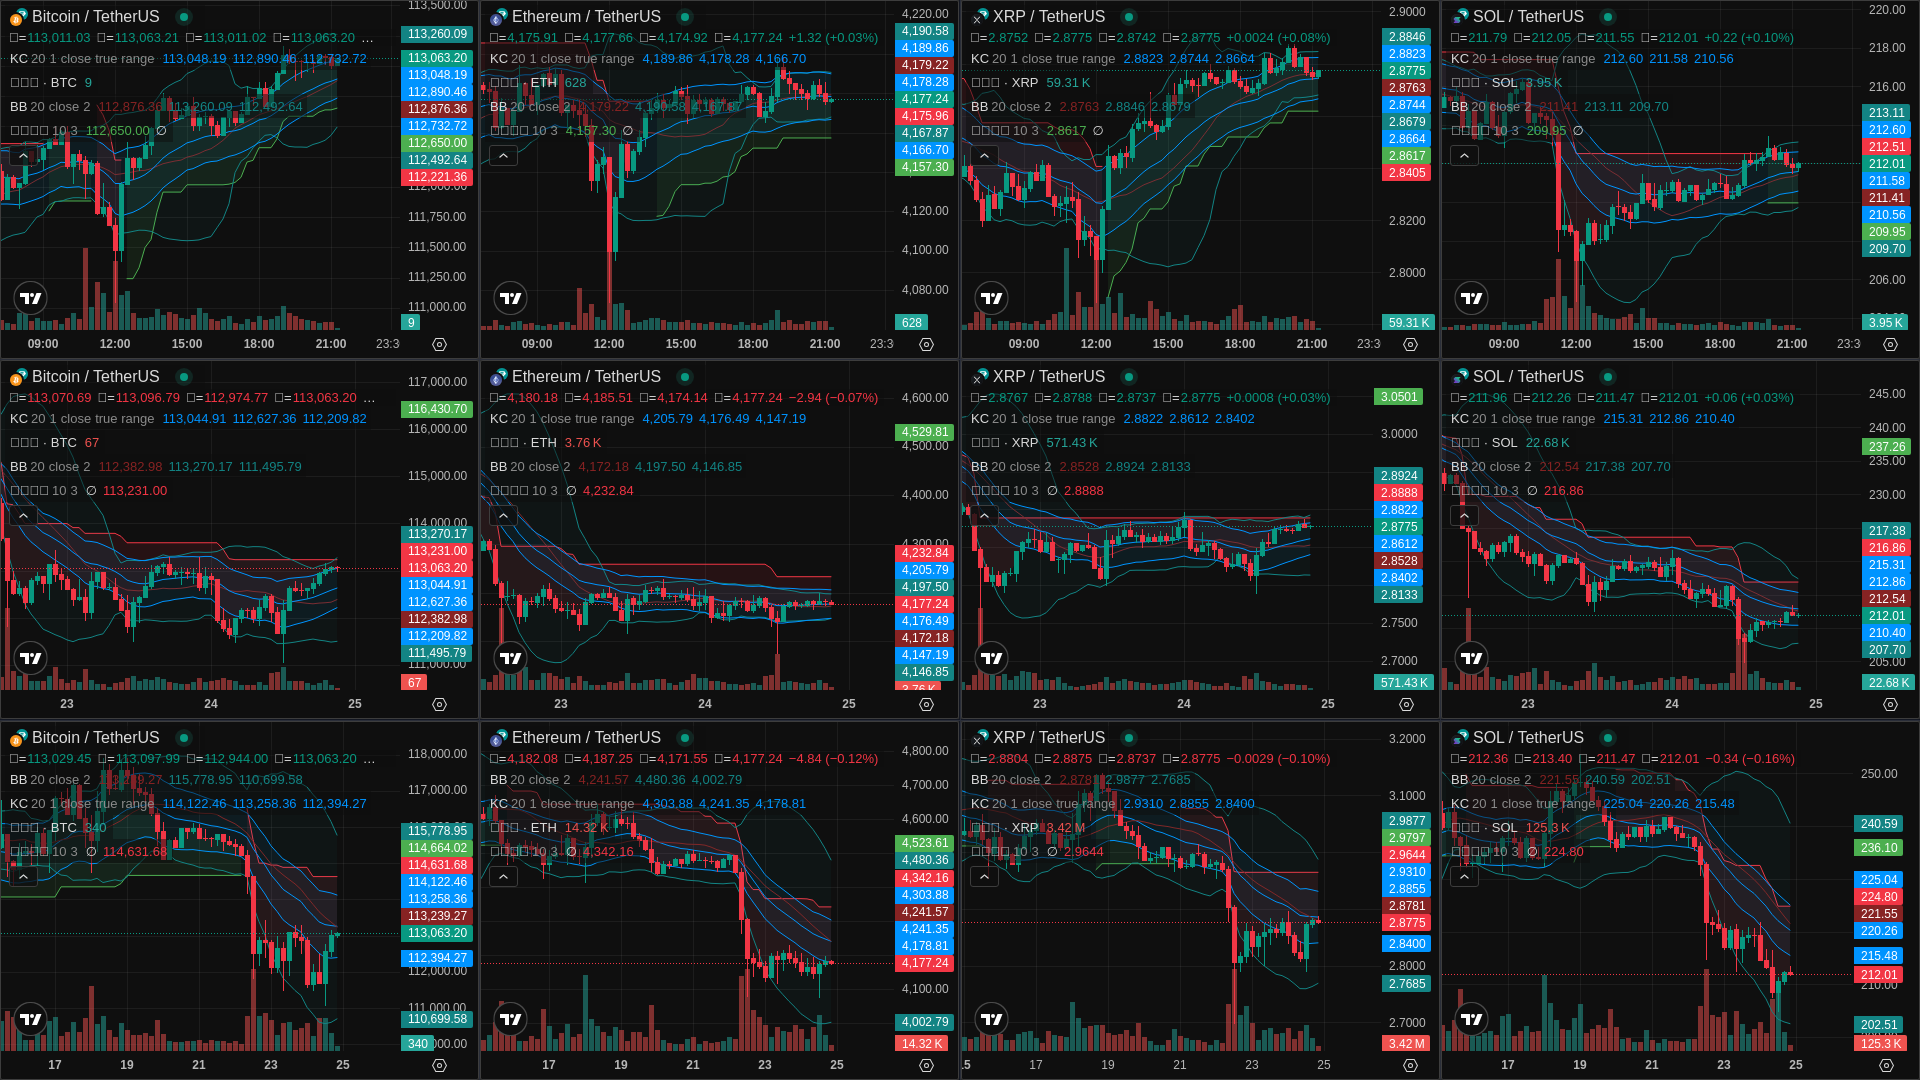 Bitcoin / TetherUS
□=113,011.03 □=113,063.21 □=113,011.02 □=113,063.20 ...
KC 20 1 close true range 113,048.19 112,890.46 112,732.72
□□□ · BTC 9
BB 20 close 2 112,876.36 113,260.09 112,492.64
□□□□ 10 3 112,650.00 ∅
113,500.00
113,260.09
113,063.20
113,048.19
112,890.46
112,876.36
112,732.72
112,650.00
112,492.64
112,221.36
112,000.00
111,750.00
111,500.00
111,250.00
111,000.00
9
09:00 12:00 15:00 18:00 21:00 23:3
Ethereum / TetherUS
□=4,175.91 □=4,177.66 □=4,174.92 □=4,177.24 +1.32 (+0.03%)
KC 20 1 close true range 4,189.86 4,178.28 4,166.70
□□□ · ETH 628
BB 20 close 2 4,179.22 4,190.58 4,167.87
□□□□ 10 3 4,157.30 ∅
4,220.00
4,190.58
4,189.86
4,179.22
4,178.28
4,177.24
4,175.96
4,167.87
4,166.70
4,157.30
4,120.00
4,100.00
4,080.00
628
09:00 12:00 15:00 18:00 21:00 23:3
XRP / TetherUS
□=2.8752 □=2.8775 □=2.8742 □=2.8775 +0.0024 (+0.08%)
KC 20 1 close true range 2.8823 2.8744 2.8664
□□□ · XRP 59.31 K
BB 20 close 2 2.8763 2.8846 2.8679
□□□□ 10 3 2.8617 ∅
2.9000
2.8846
2.8823
2.8775
2.8763
2.8744
2.8679
2.8664
2.8617
2.8405
2.8200
2.8000
59.31 K
09:00 12:00 15:00 18:00 21:00 23:3
SOL / TetherUS
□=211.79 □=212.05 □=211.55 □=212.01 +0.22 (+0.10%)
KC 20 1 close true range 212.60 211.58 210.56
□□□ · SOL 3.95 K
BB 20 close 2 211.41 213.11 209.70
□□□□ 10 3 209.95 ∅
220.00
218.00
216.00
213.11
212.60
212.51
212.01
211.58
211.41
210.56
209.95
209.70
206.00
3.95 K
09:00 12:00 15:00 18:00 21:00 23:3
Bitcoin / TetherUS
□=113,070.69 □=113,096.79 □=112,974.77 □=113,063.20 ...
KC 20 1 close true range 113,044.91 112,627.36 112,209.82
□□□ · BTC 67
BB 20 close 2 112,382.98 113,270.17 111,495.79
□□□□ 10 3 ∅ 113,231.00
117,000.00
116,430.70
116,000.00
115,000.00
114,000.00
113,270.17
113,231.00
113,063.20
113,044.91
112,627.36
112,382.98
112,209.82
111,495.79
111,000.00
67
23 24 25
Ethereum / TetherUS
□=4,180.18 □=4,185.51 □=4,174.14 □=4,177.24 −2.94 (−0.07%)
KC 20 1 close true range 4,205.79 4,176.49 4,147.19
□□□ · ETH 3.76 K
BB 20 close 2 4,172.18 4,197.50 4,146.85
□□□□ 10 3 ∅ 4,232.84
4,600.00
4,529.81
4,500.00
4,400.00
4,300.00
4,232.84
4,205.79
4,197.50
4,177.24
4,176.49
4,172.18
4,147.19
4,146.85
3.76 K
23 24 25
XRP / TetherUS
□=2.8767 □=2.8788 □=2.8737 □=2.8775 +0.0008 (+0.03%)
KC 20 1 close true range 2.8822 2.8612 2.8402
□□□ · XRP 571.43 K
BB 20 close 2 2.8528 2.8924 2.8133
□□□□ 10 3 ∅ 2.8888
3.0501
3.0000
2.8924
2.8888
2.8822
2.8775
2.8612
2.8528
2.8402
2.8133
2.7500
2.7000
571.43 K
23 24 25
SOL / TetherUS
□=211.96 □=212.26 □=211.47 □=212.01 +0.06 (+0.03%)
KC 20 1 close true range 215.31 212.86 210.40
□□□ · SOL 22.68 K
BB 20 close 2 212.54 217.38 207.70
□□□□ 10 3 ∅ 216.86
245.00
240.00
237.26
235.00
230.00
217.38
216.86
215.31
212.86
212.54
212.01
210.40
207.70
205.00
22.68 K
23 24 25
Bitcoin / TetherUS
□=113,029.45 □=113,097.99 □=112,944.00 □=113,063.20 ...
BB 20 close 2 113,239.27 115,778.95 110,699.58
KC 20 1 close true range 114,122.46 113,258.36 112,394.27
□□□ · BTC 340
□□□□ 10 3 ∅ 114,631.68
118,000.00
117,000.00
115,778.95
114,664.02
114,631.68
114,122.46
113,258.36
113,239.27
113,063.20
112,394.27
112,000.00
111,000.00
110,699.58
340
17 19 21 23 25
Ethereum / TetherUS
□=4,182.08 □=4,187.25 □=4,171.55 □=4,177.24 −4.84 (−0.12%)
BB 20 close 2 4,241.57 4,480.36 4,002.79
KC 20 1 close true range 4,303.88 4,241.35 4,178.81
□□□ · ETH 14.32 K
□□□□ 10 3 ∅ 4,342.16
4,800.00
4,700.00
4,600.00
4,523.61
4,480.36
4,342.16
4,303.88
4,241.57
4,241.35
4,178.81
4,177.24
4,100.00
4,002.79
14.32 K
17 19 21 23 25
XRP / TetherUS
□=2.8804 □=2.8875 □=2.8737 □=2.8775 −0.0029 (−0.10%)
BB 20 close 2 2.8781 2.9877 2.7685
KC 20 1 close true range 2.9310 2.8855 2.8400
□□□ · XRP 3.42 M
□□□□ 10 3 ∅ 2.9644
3.2000
3.1000
2.9877
2.9797
2.9644
2.9310
2.8855
2.8781
2.8775
2.8400
2.8000
2.7685
2.7000
3.42 M
15 17 19 21 23 25
SOL / TetherUS
□=212.36 □=213.40 □=211.47 □=212.01 −0.34 (−0.16%)
BB 20 close 2 221.55 240.59 202.51
KC 20 1 close true range 225.04 220.26 215.48
□□□ · SOL 125.3 K
□□□□ 10 3 ∅ 224.80
250.00
240.59
236.10
225.04
224.80
221.55
220.26
215.48
212.01
210.00
202.51
125.3 K
17 19 21 23 25